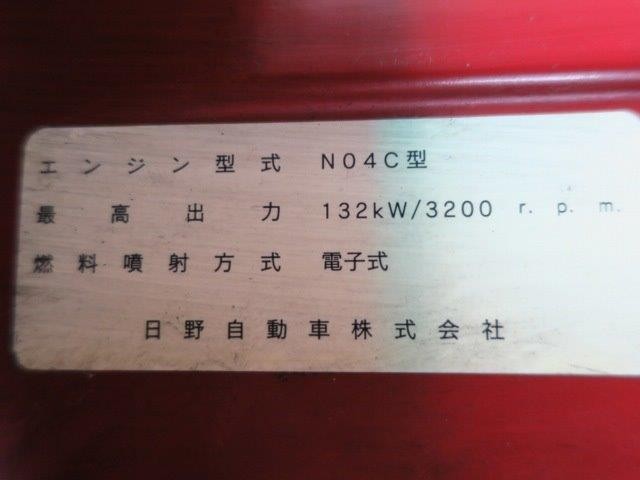 エンジン型式 N04C型
最高出力 132kW/3200 r.p.m.
燃料噴射方式 電子式
日野自動車株式会社